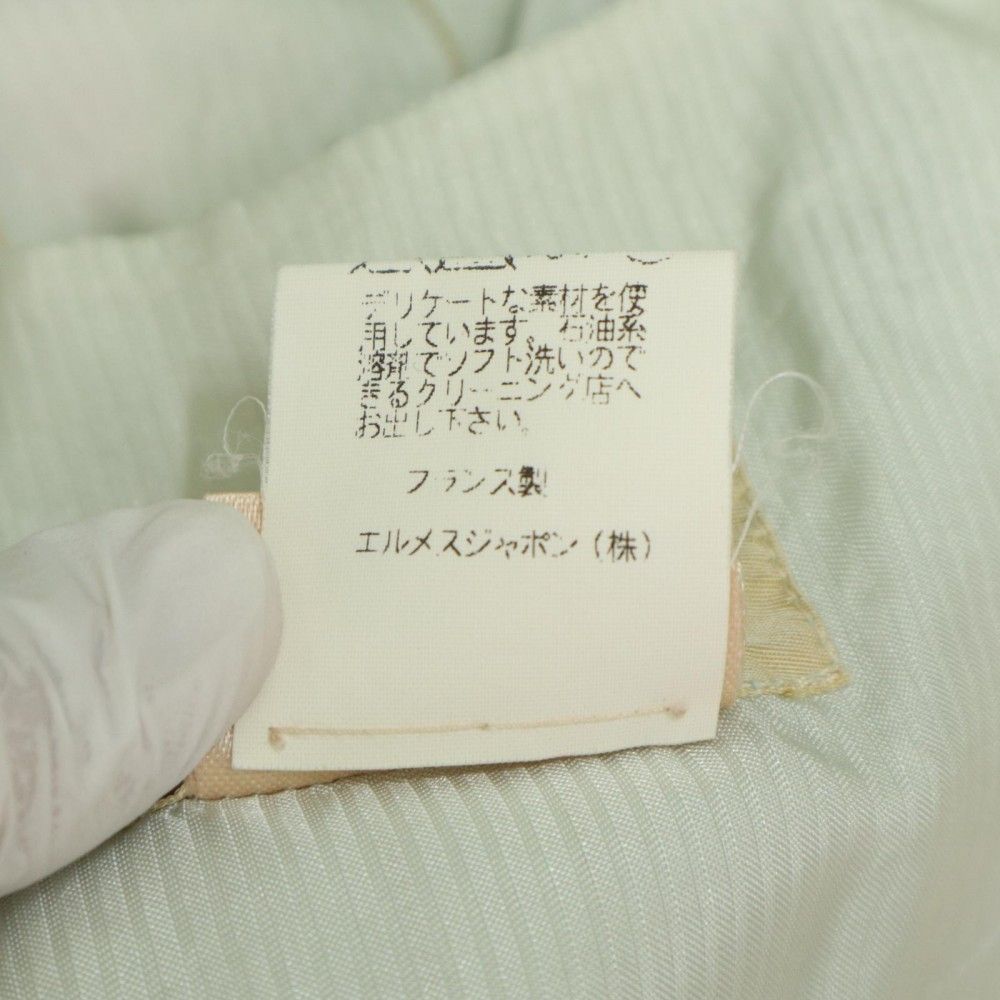 デリケートな素材を使
用しています。石油系
溶剤でソフト洗いので
きるクリーニング店へ
お出し下さい。
フランス製
エルメスジャポン（株）